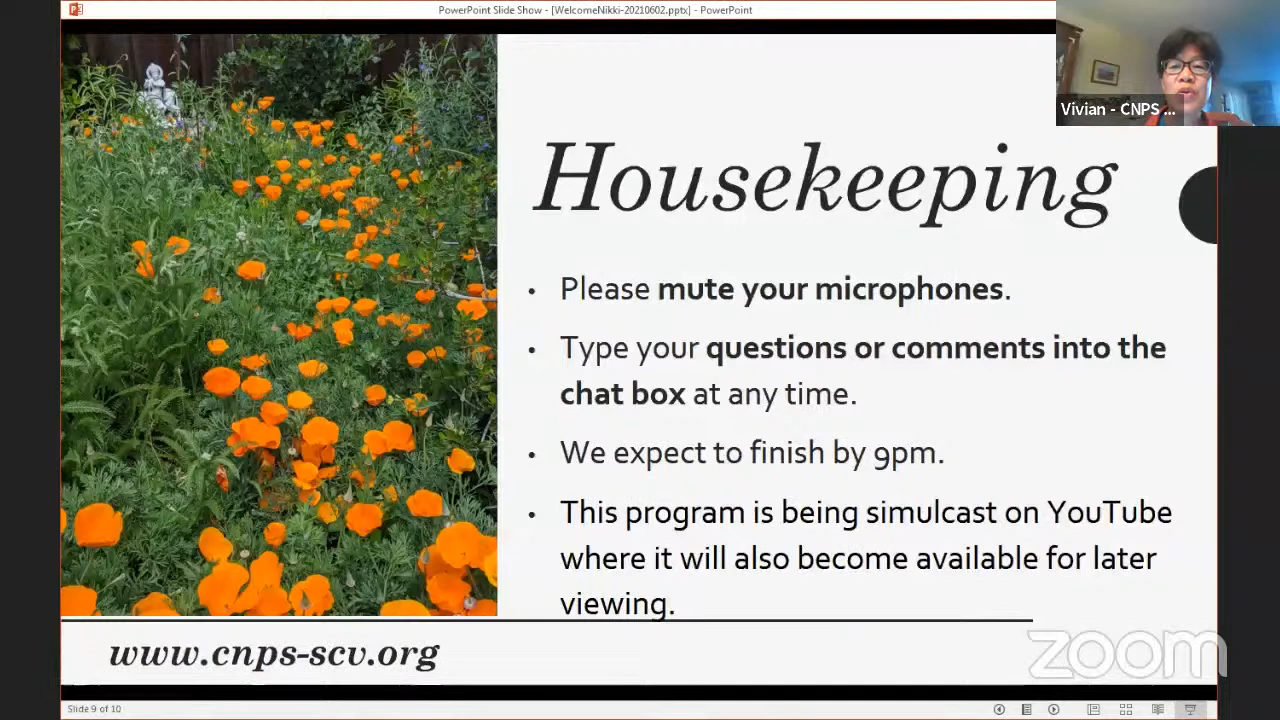 PowerPoint Slide Show - [WelcomeNikki-20210602.pptx] - PowerPoint
Vivian - CNPS ...
Housekeeping
• Please mute your microphones.
• Type your questions or comments into the
chat box at any time.
• We expect to finish by 9pm.
• This program is being simulcast on YouTube
where it will also become available for later
viewing.
www.cnps-scv.org
zoom
Slide 9 of 10